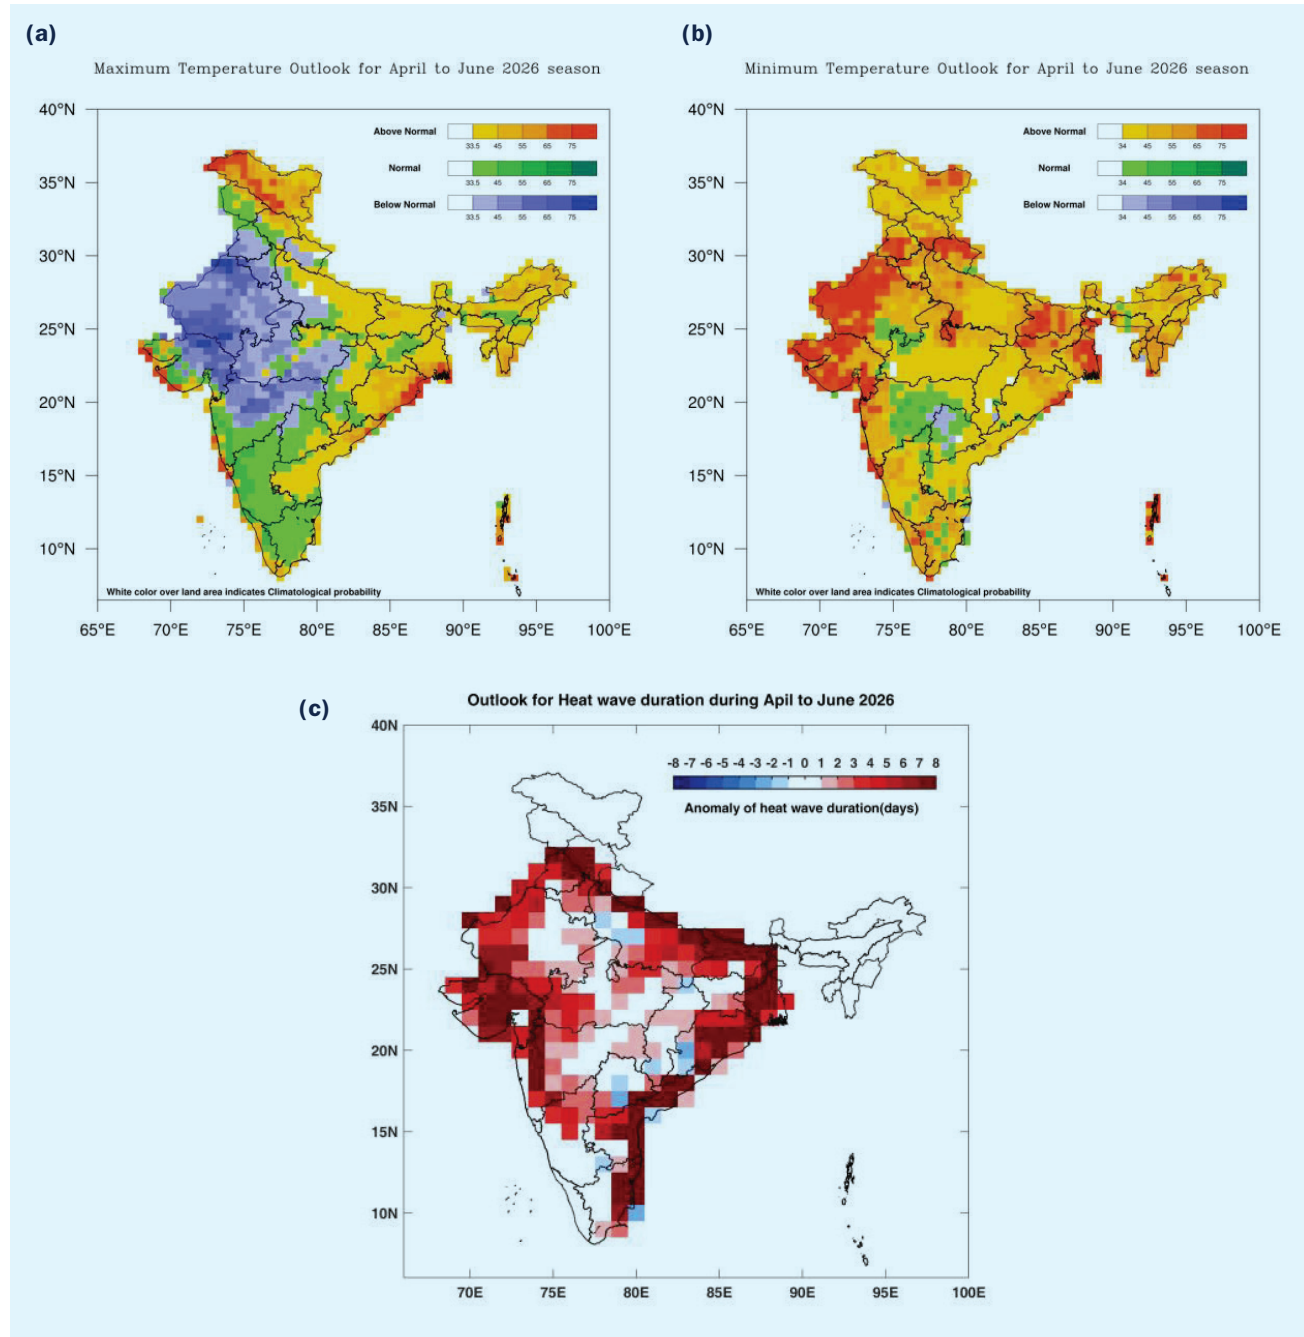 (a)
Maximum Temperature Outlook for April to June 2026 season
40°N
35°N
30°N
25°N
20°N
15°N
10°N
Above Normal
33.5 45 55 65 75
Normal
33.5 45 55 65 75
Below Normal
33.5 45 55 65 75
White color over land area indicates Climatological probability
65°E 70°E 75°E 80°E 85°E 90°E 95°E 100°E
(b)
Minimum Temperature Outlook for April to June 2026 season
40°N
35°N
30°N
25°N
20°N
15°N
10°N
Above Normal
34 45 55 65 75
Normal
34 45 55 65 75
Below Normal
34 45 55 65 75
White color over land area indicates Climatological probability
65°E 70°E 75°E 80°E 85°E 90°E 95°E 100°E
(c)
Outlook for Heat wave duration during Apil to June 2026
40N
35N
30N
25N
20N
15N
10N
-8 -7 -6 -5 -4 -3 -2 -1 0 1 2 3 4 5 6 7 8
Anomaly of heat wave duration(days)
70E 75E 80E 85E 90E 95E 100E